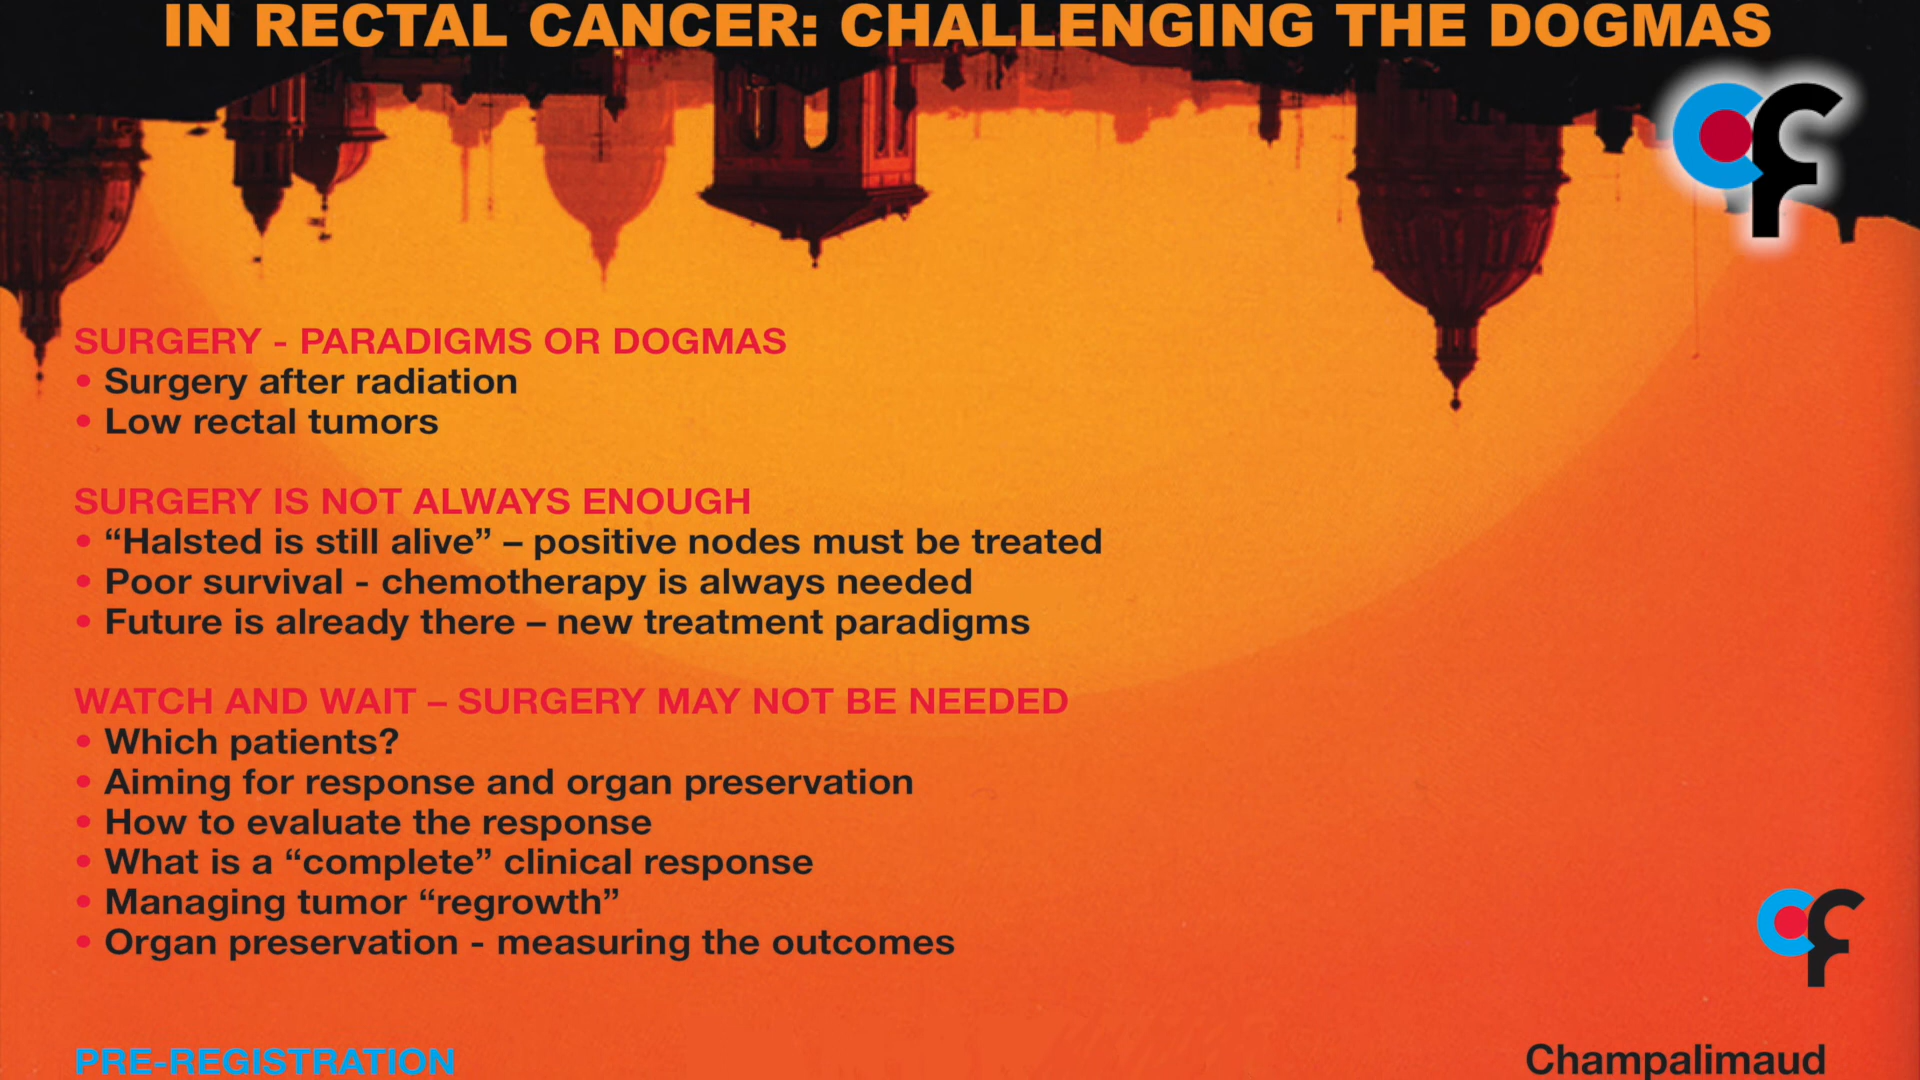 IN RECTAL CANCER: CHALLENGING THE DOGMAS
cf
SURGERY - PARADIGMS OR DOGMAS
• Surgery after radiation
• Low rectal tumors
SURGERY IS NOT ALWAYS ENOUGH
• “Halsted is still alive” – positive nodes must be treated
• Poor survival - chemotherapy is always needed
• Future is already there – new treatment paradigms
WATCH AND WAIT – SURGERY MAY NOT BE NEEDED
• Which patients?
• Aiming for response and organ preservation
• How to evaluate the response
• What is a “complete” clinical response
• Managing tumor “regrowth”
• Organ preservation - measuring the outcomes
cf
PRE-REGISTRATION
Champalimaud